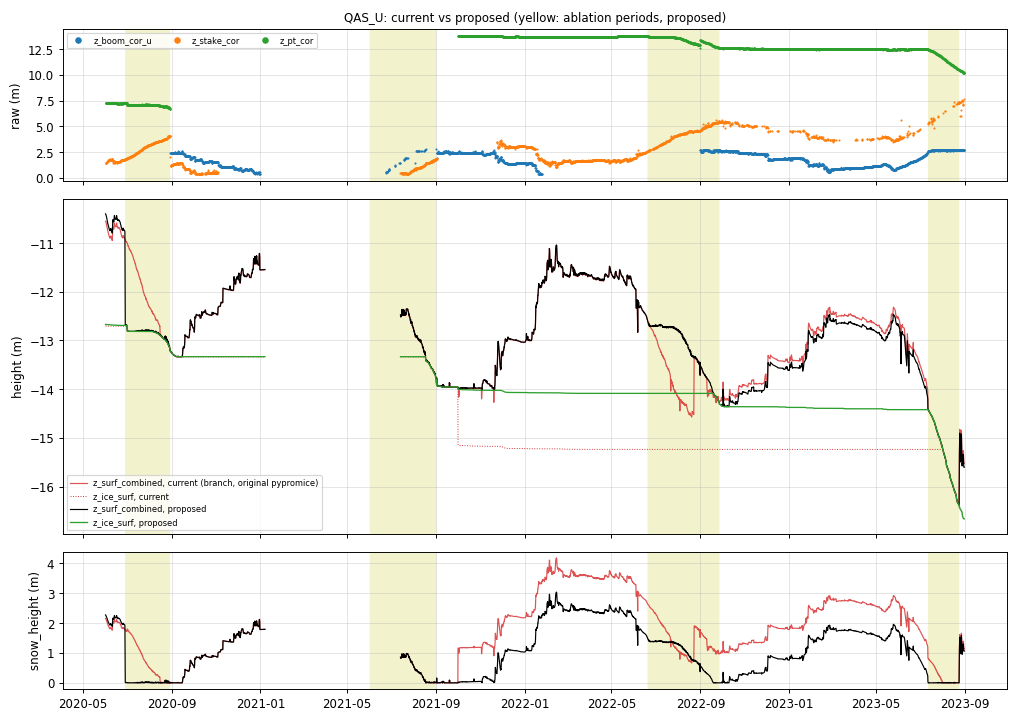 QAS_U: current vs proposed (yellow: ablation periods, proposed)
z_boom_cor_u z_stake_cor z_pt_cor
raw (m)
12.5
10.0
7.5
5.0
2.5
0.0
height (m)
−11
−12
−13
−14
−15
−16
z_surf_combined, current (branch, original pypromice)
z_ice_surf, current
z_surf_combined, proposed
z_ice_surf, proposed
snow_height (m)
4
3
2
1
0
2020-05 2020-09 2021-01 2021-05 2021-09 2022-01 2022-05 2022-09 2023-01 2023-05 2023-09